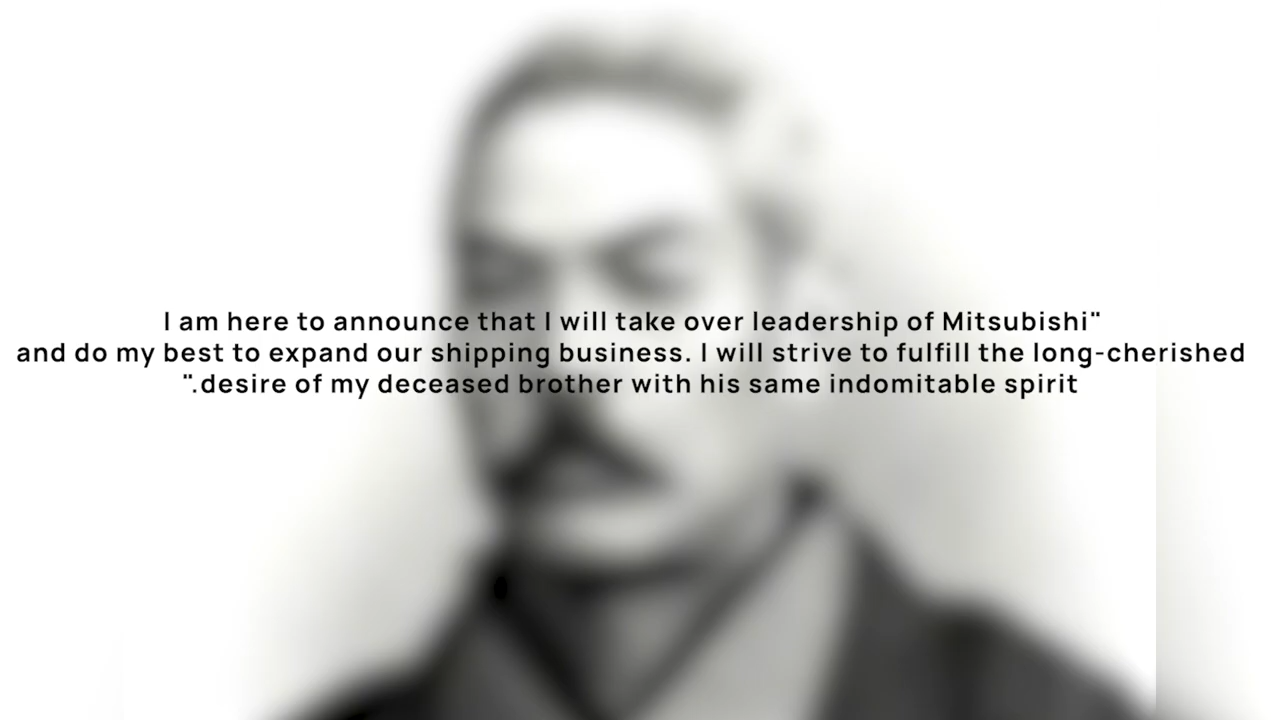 I am here to announce that I will take over leadership of Mitsubishi"
and do my best to expand our shipping business. I will strive to fulfill the long-cherished
".desire of my deceased brother with his same indomitable spirit